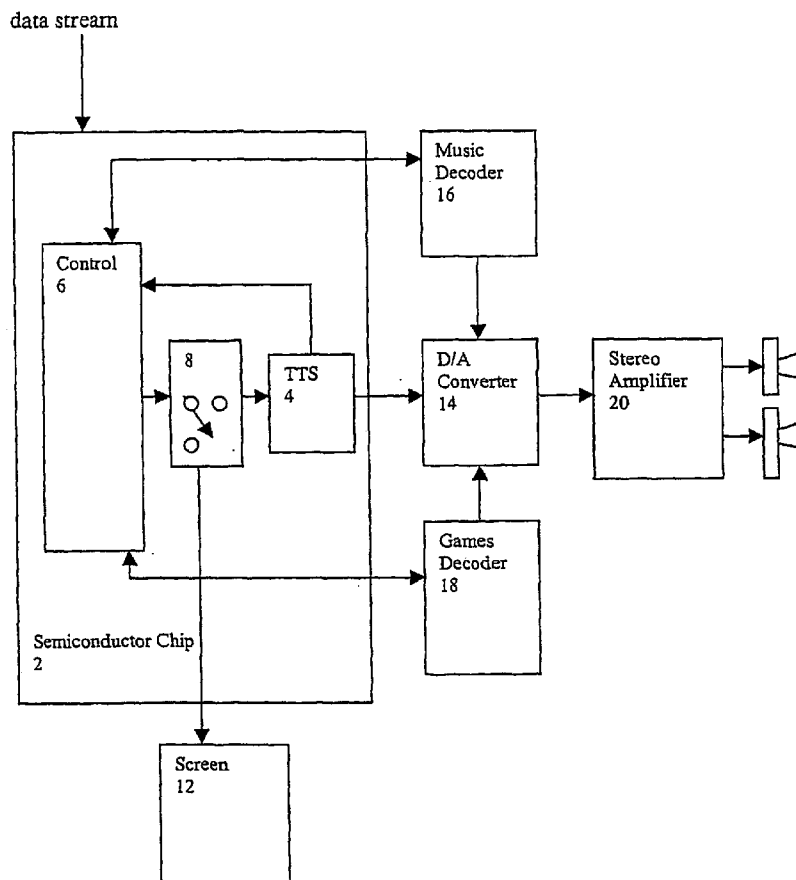 data stream
Music
Decoder
16
Control
6
8
TTS
4
D/A
Converter
14
Stereo
Amplifier
20
Games
Decoder
18
Semiconductor Chip
2
Screen
12